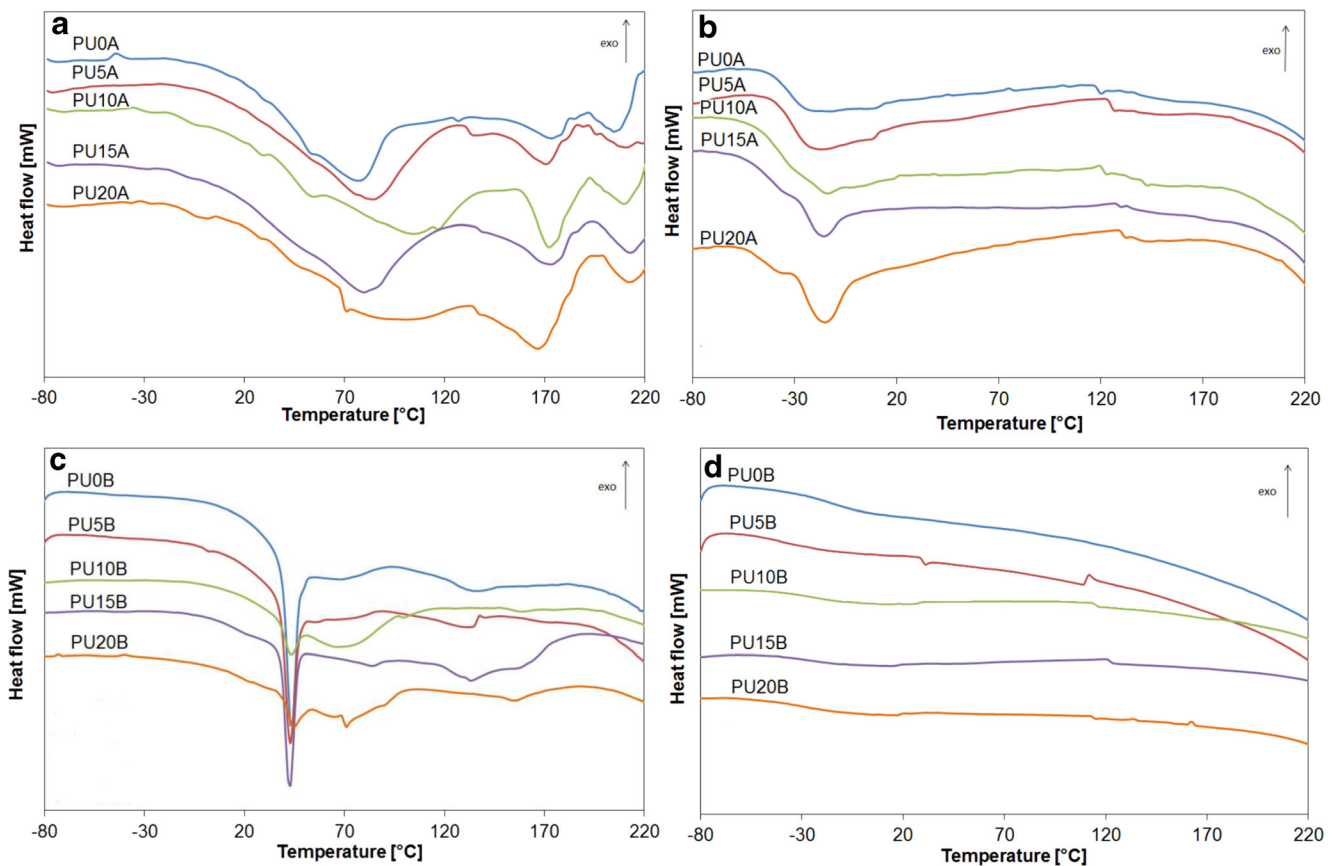 a
exo
PU0A
PU5A
PU10A
PU15A
PU20A
Heat flow [mW]
-80 -30 20 70 120 170 220
Temperature [°C]
b
exo
PU0A
PU5A
PU10A
PU15A
PU20A
Heat flow [mW]
-80 -30 20 70 120 170 220
Temperature [°C]
c
exo
PU0B
PU5B
PU10B
PU15B
PU20B
Heat flow [mW]
-80 -30 20 70 120 170 220
Temperature [°C]
d
exo
PU0B
PU5B
PU10B
PU15B
PU20B
Heat flow [mW]
-80 -30 20 70 120 170 220
Temperature [°C]